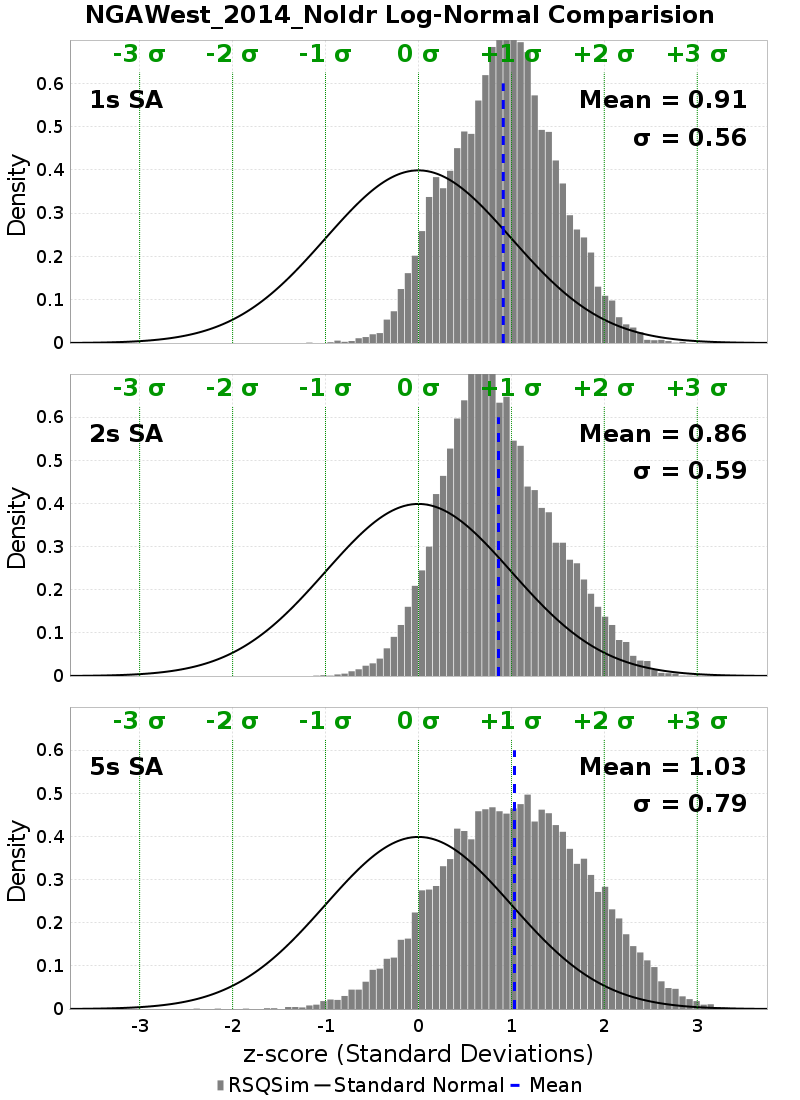 NGAWest_2014_NoIdr Log-Normal Comparision
-3 σ -2 σ -1 σ 0 σ +1 σ +2 σ +3 σ
1s SA
Mean = 0.91
σ = 0.56
0.6
0.5
0.4
0.3
0.2
0.1
0
Density
-3 σ -2 σ -1 σ 0 σ +1 σ +2 σ +3 σ
2s SA
Mean = 0.86
σ = 0.59
0.6
0.5
0.4
0.3
0.2
0.1
0
Density
-3 σ -2 σ -1 σ 0 σ +1 σ +2 σ +3 σ
5s SA
Mean = 1.03
σ = 0.79
0.6
0.5
0.4
0.3
0.2
0.1
0
Density
-3 -2 -1 0 1 2 3
z-score (Standard Deviations)
RSQSim Standard Normal Mean